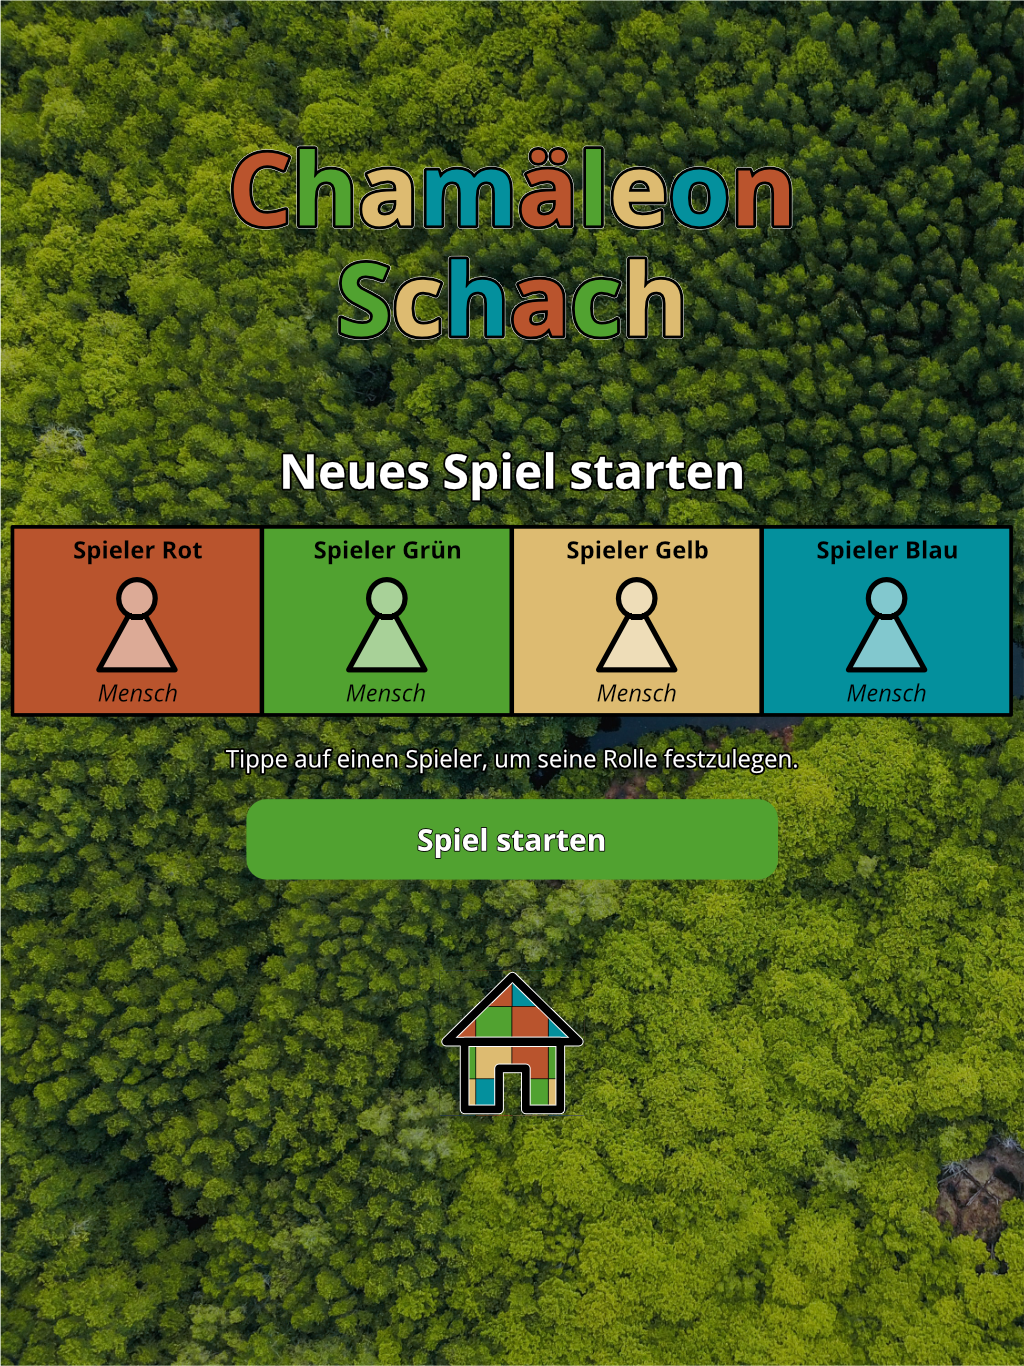 Chamäleon
Schach
Neues Spiel starten
Spieler Rot
Spieler Grün
Spieler Gelb
Spieler Blau
Mensch
Mensch
Mensch
Mensch
Tippe auf einen Spieler, um seine Rolle festzulegen.
Spiel starten